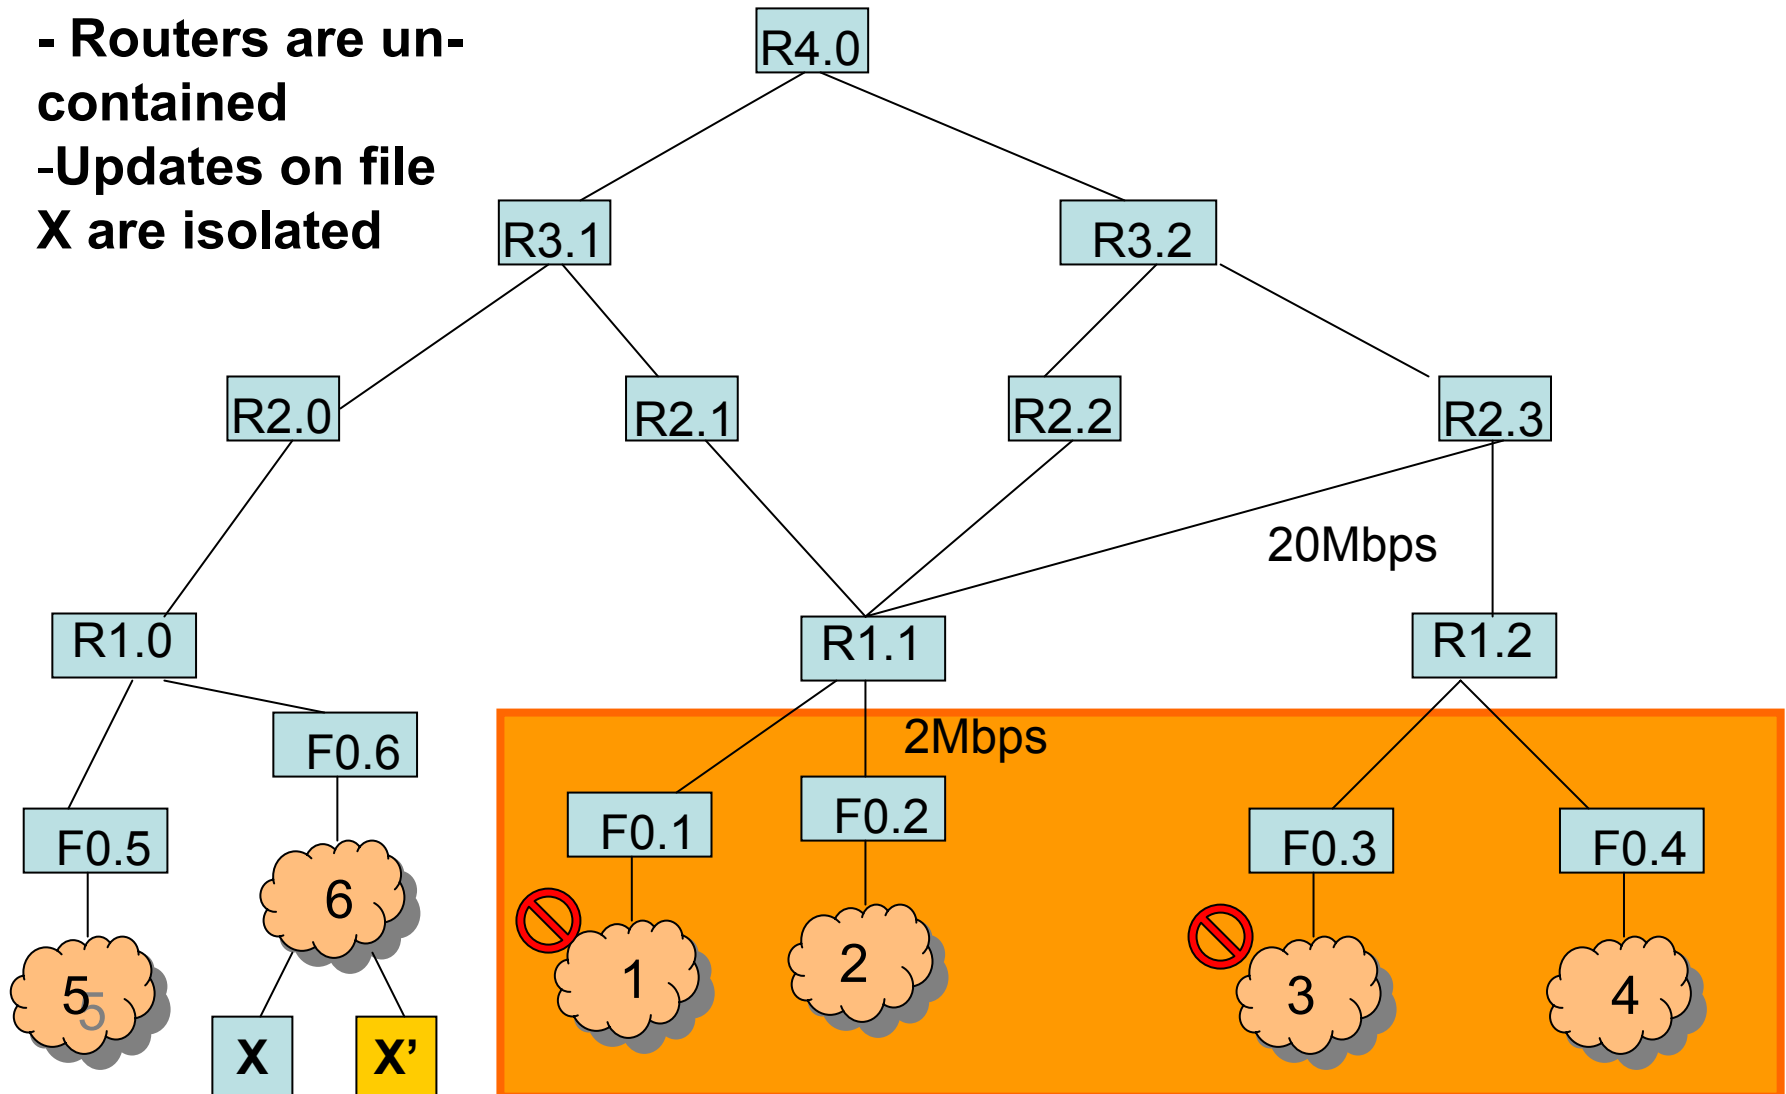 - Routers are un-
contained
-Updates on file
X are isolated
R4.0
R3.1
R3.2
R2.0
R2.1
R2.2
R2.3
20Mbps
R1.0
R1.1
R1.2
2Mbps
F0.6
F0.5
F0.1
F0.2
F0.3
F0.4
6
5
5
1
2
3
4
X
X’